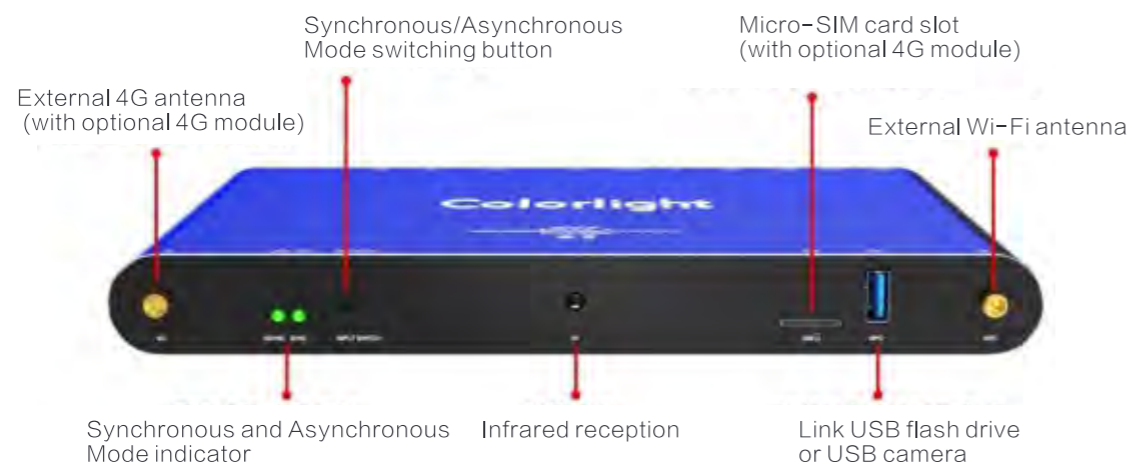 Synchronous/Asynchronous
Mode switching button
Micro-SIM card slot
(with optional 4G module)
External 4G antenna
(with optional 4G module)
External Wi-Fi antenna
Colorlight
Synchronous and Asynchronous
Mode indicator
Infrared reception
Link USB flash drive
or USB camera